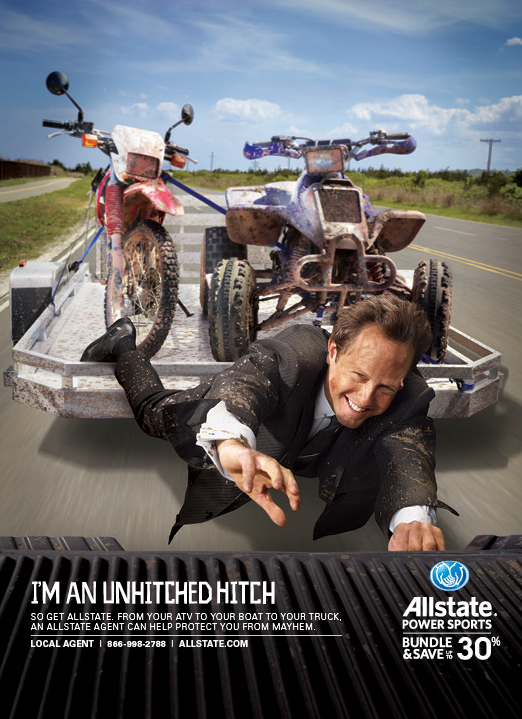 I'M AN UNHITCHED HITCH
SO GET ALLSTATE. FROM YOUR ATV TO YOUR BOAT TO YOUR TRUCK,
AN ALLSTATE AGENT CAN HELP PROTECT YOU FROM MAYHEM.
LOCAL AGENT | 866-998-2788 | ALLSTATE.COM
Allstate.
POWER SPORTS
BUNDLE
& SAVE UP TO 30%